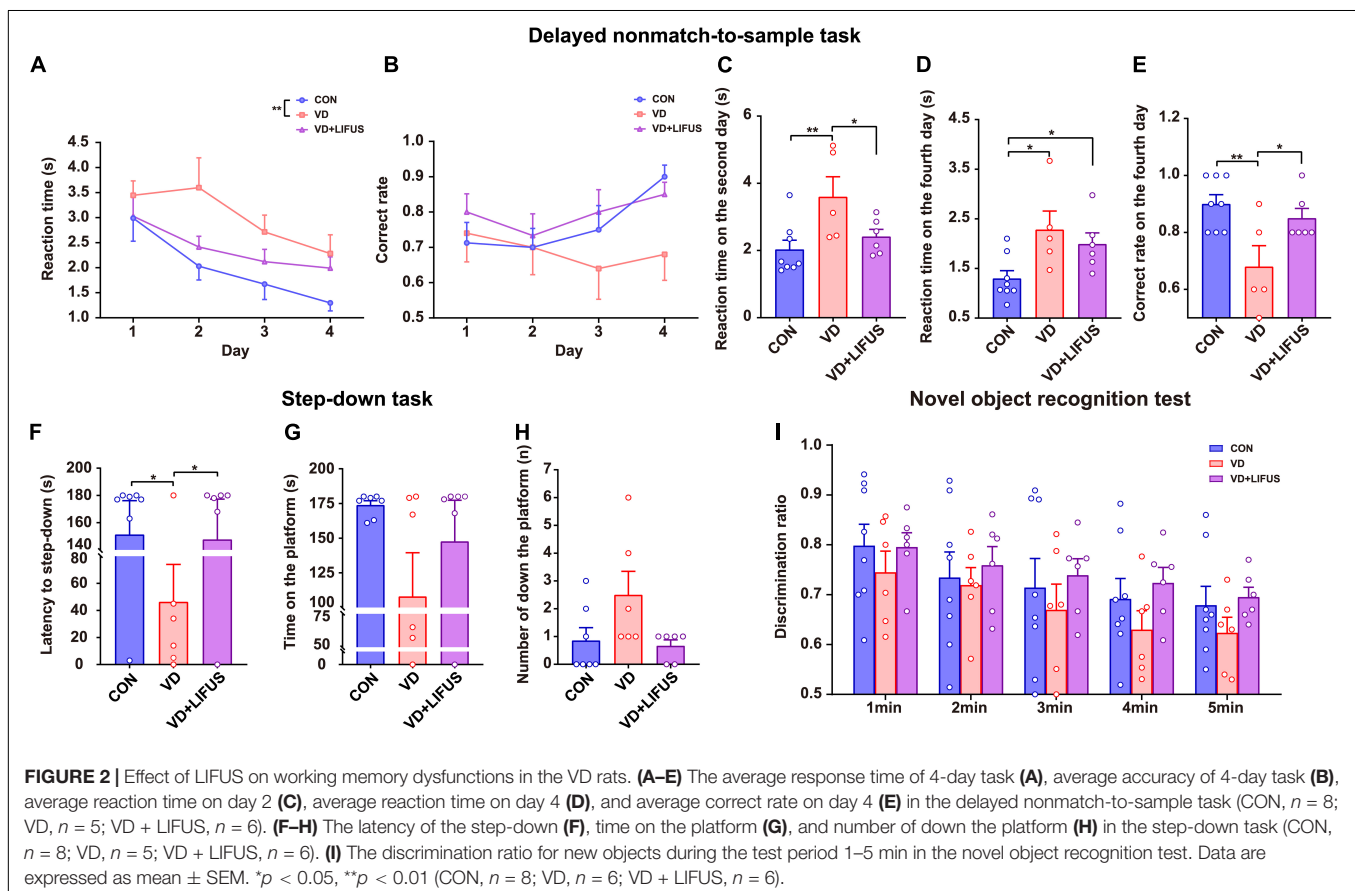 Delayed nonmatch-to-sample task
A
B
C
D
E
**
CON
VD
VD+LIFUS
Reaction time (s)
4.5
4.0
3.5
3.0
2.5
2.0
1.5
1.0
1 2 3 4
Day
CON
VD
VD+LIFUS
Correct rate
1.0
0.9
0.8
0.7
0.6
0.5
1 2 3 4
Day
Reaction time on the second day (s)
6
4
2
0
** *
CON VD VD+LIFUS
Reaction time on the fourth day (s)
4.5
3.5
2.5
1.5
0.5
*
*
CON VD VD+LIFUS
Correct rate on the fourth day
1.2
1.0
0.8
0.6
** *
CON VD VD+LIFUS
Step-down task
Novel object recognition test
F
G
H
I
Latency to step-down (s)
200
180
160
140
80
60
40
20
0
* *
CON VD VD+LIFUS
Time on the platform (s)
200
175
150
125
100
75
50
0
CON VD VD+LIFUS
Number of down the platform (n)
7
6
5
4
3
2
1
0
CON VD VD+LIFUS
CON
VD
VD+LIFUS
Discrimination ratio
1.0
0.9
0.8
0.7
0.6
0.5
1min 2min 3min 4min 5min
FIGURE 2 | Effect of LIFUS on working memory dysfunctions in the VD rats. (A–E) The average response time of 4-day task (A), average accuracy of 4-day task (B),
average reaction time on day 2 (C), average reaction time on day 4 (D), and average correct rate on day 4 (E) in the delayed nonmatch-to-sample task (CON, n = 8;
VD, n = 5; VD + LIFUS, n = 6). (F–H) The latency of the step-down (F), time on the platform (G), and number of down the platform (H) in the step-down task (CON,
n = 8; VD, n = 5; VD + LIFUS, n = 6). (I) The discrimination ratio for new objects during the test period 1–5 min in the novel object recognition test. Data are
expressed as mean ± SEM. *p < 0.05, **p < 0.01 (CON, n = 8; VD, n = 6; VD + LIFUS, n = 6).